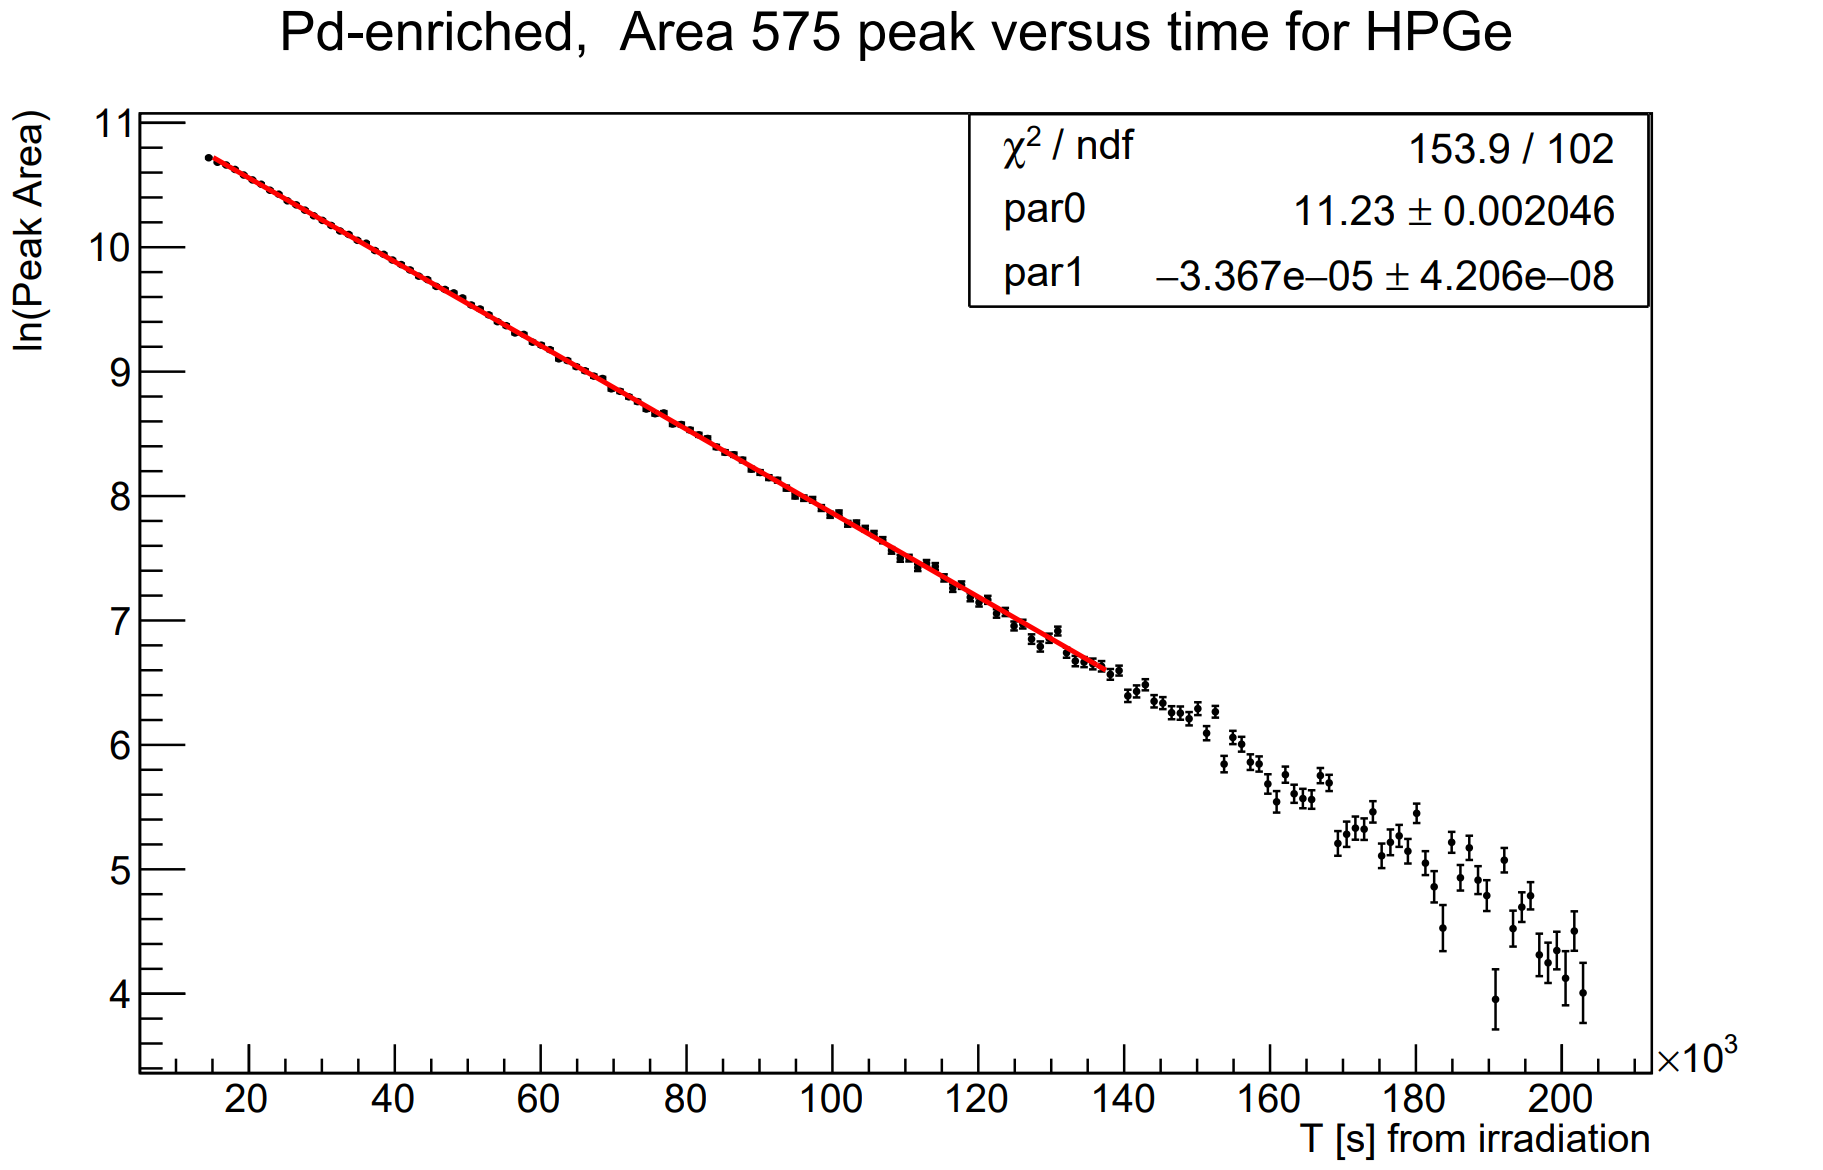 Pd-enriched,  Area 575 peak versus time for HPGe
ln(Peak Area)
χ² / ndf 153.9 / 102
par0 11.23 ± 0.002046
par1 −3.367e−05 ± 4.206e−08
11
10
9
8
7
6
5
4
20 40 60 80 100 120 140 160 180 200
×10³
T [s] from irradiation